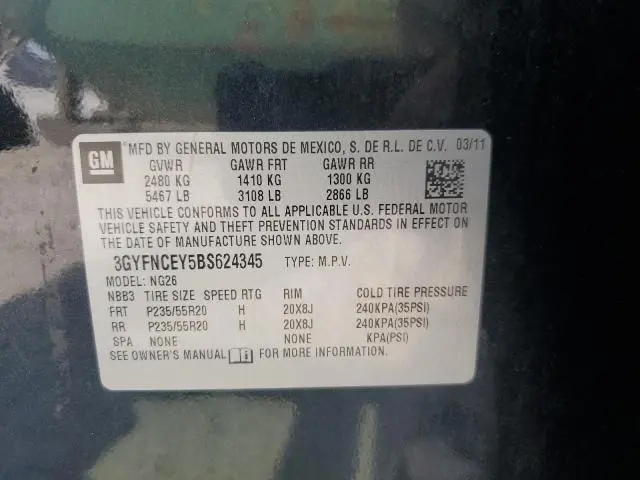 GM MFD BY GENERAL MOTORS DE MEXICO, S. DE R.L. DE C.V. 03/11
GVWR GAWR FRT GAWR RR
2480 KG 1410 KG 1300 KG
5467 LB 3108 LB 2866 LB
THIS VEHICLE CONFORMS TO ALL APPLICABLE U.S. FEDERAL MOTOR
VEHICLE SAFETY AND THEFT PREVENTION STANDARDS IN EFFECT ON
THE DATE OF MANUFACTURE SHOWN ABOVE.
3GYFNCEY5BS624345 TYPE: M.P.V.
MODEL: NG26
NBB3 TIRE SIZE SPEED RTG RIM COLD TIRE PRESSURE
FRT P235/55R20 H 20X8J 240KPA(35PSI)
RR P235/55R20 H 20X8J 240KPA(35PSI)
SPA NONE NONE KPA(PSI)
SEE OWNER'S MANUAL FOR MORE INFORMATION.